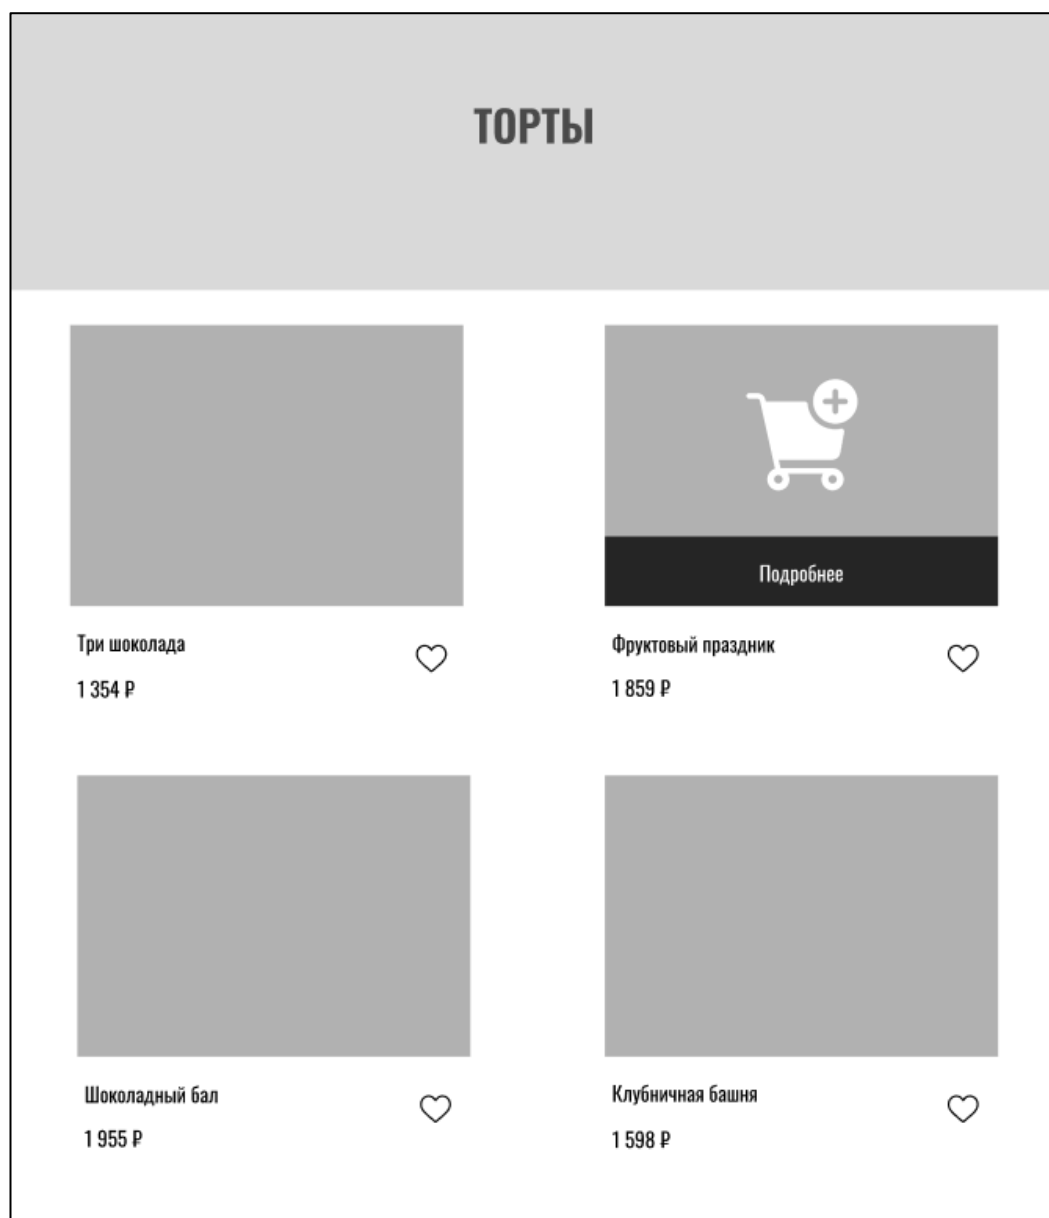 ТОРТЫ
Подробнее
Три шоколада
1 354 ₽
Фруктовый праздник
1 859 ₽
Шоколадный бал
1 955 ₽
Клубничная башня
1 598 ₽